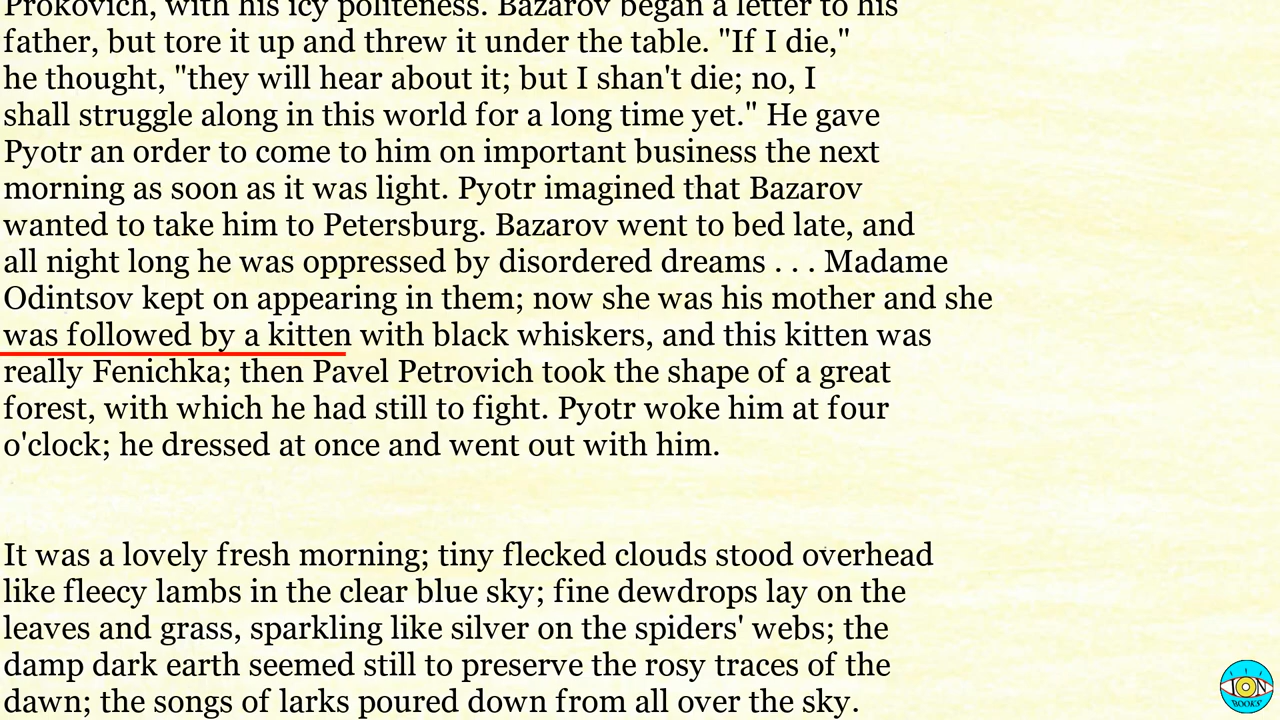 Prokovich, with his icy politeness. Bazarov began a letter to his
father, but tore it up and threw it under the table. "If I die,"
he thought, "they will hear about it; but I shan't die; no, I
shall struggle along in this world for a long time yet." He gave
Pyotr an order to come to him on important business the next
morning as soon as it was light. Pyotr imagined that Bazarov
wanted to take him to Petersburg. Bazarov went to bed late, and
all night long he was oppressed by disordered dreams . . . Madame
Odintsov kept on appearing in them; now she was his mother and she
was followed by a kitten with black whiskers, and this kitten was
really Fenichka; then Pavel Petrovich took the shape of a great
forest, with which he had still to fight. Pyotr woke him at four
o'clock; he dressed at once and went out with him.
It was a lovely fresh morning; tiny flecked clouds stood overhead
like fleecy lambs in the clear blue sky; fine dewdrops lay on the
leaves and grass, sparkling like silver on the spiders' webs; the
damp dark earth seemed still to preserve the rosy traces of the
dawn; the songs of larks poured down from all over the sky.
ION
BOOKS